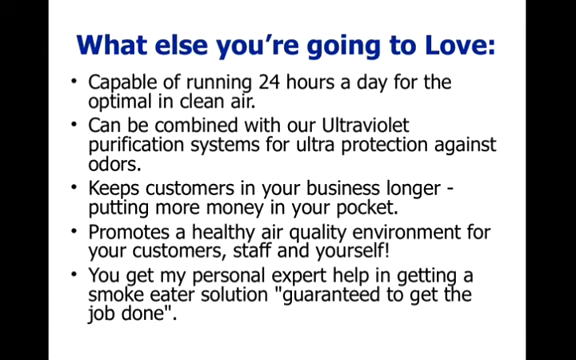 What else you're going to Love:
• Capable of running 24 hours a day for the
optimal in clean air.
• Can be combined with our Ultraviolet
purification systems for ultra protection against
odors.
• Keeps customers in your business longer -
putting more money in your pocket.
• Promotes a healthy air quality environment for
your customers, staff and yourself!
• You get my personal expert help in getting a
smoke eater solution "guaranteed to get the
job done".